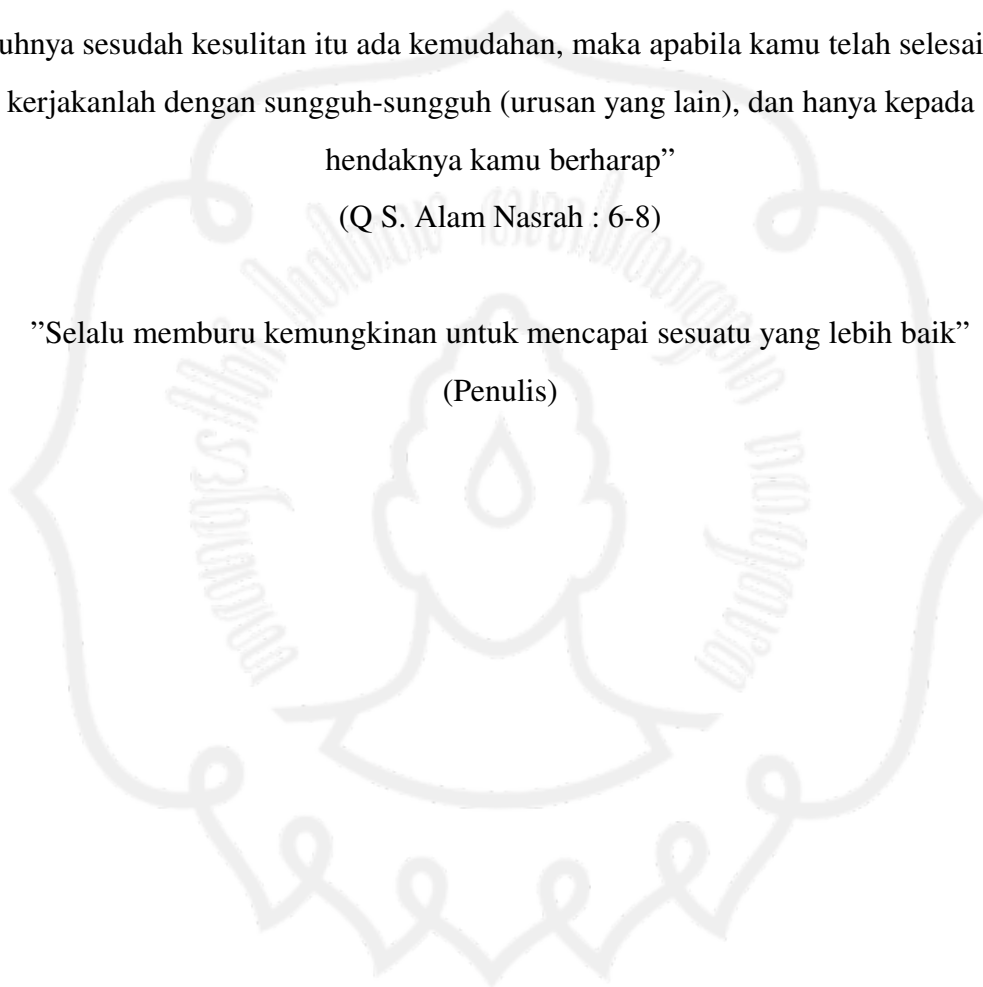 uhnya sesudah kesulitan itu ada kemudahan, maka apabila kamu telah selesai
kerjakanlah dengan sungguh-sungguh (urusan yang lain), dan hanya kepada
hendaknya kamu berharap”
(Q S. Alam Nasrah : 6-8)
”Selalu memburu kemungkinan untuk mencapai sesuatu yang lebih baik”
(Penulis)